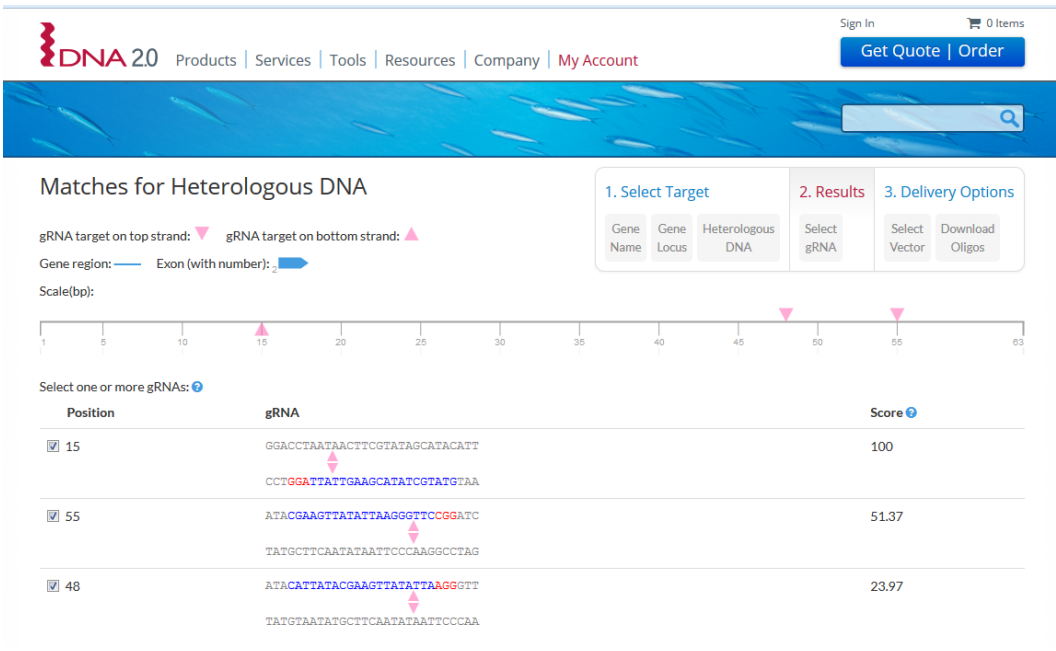 Sign In 0 Items
DNA 2.0 Products Services Tools Resources Company My Account
Get Quote | Order
Matches for Heterologous DNA
1. Select Target 2. Results 3. Delivery Options
Gene Name Gene Locus Heterologous DNA Select gRNA Select Vector Download Oligos
gRNA target on top strand: gRNA target on bottom strand:
Gene region: Exon (with number): 2
Scale(bp):
1 5 10 15 20 25 30 35 40 45 50 55 63
Select one or more gRNAs: ?
Position gRNA Score ?
15 GGACCTAATAACTTCGTATAGCATACATT 100
CCTGGATTATTGAAGCATATCGTATGTAA
55 ATACGAAGTTATATTAAGGGTTCCGGATC 51.37
TATGCTTCAATATAATTCCCAAGGCCTAG
48 ATACATTATACGAAGTTATATTAAGGGTT 23.97
TATGTAATATGCTTCAATATAATTCCCAA